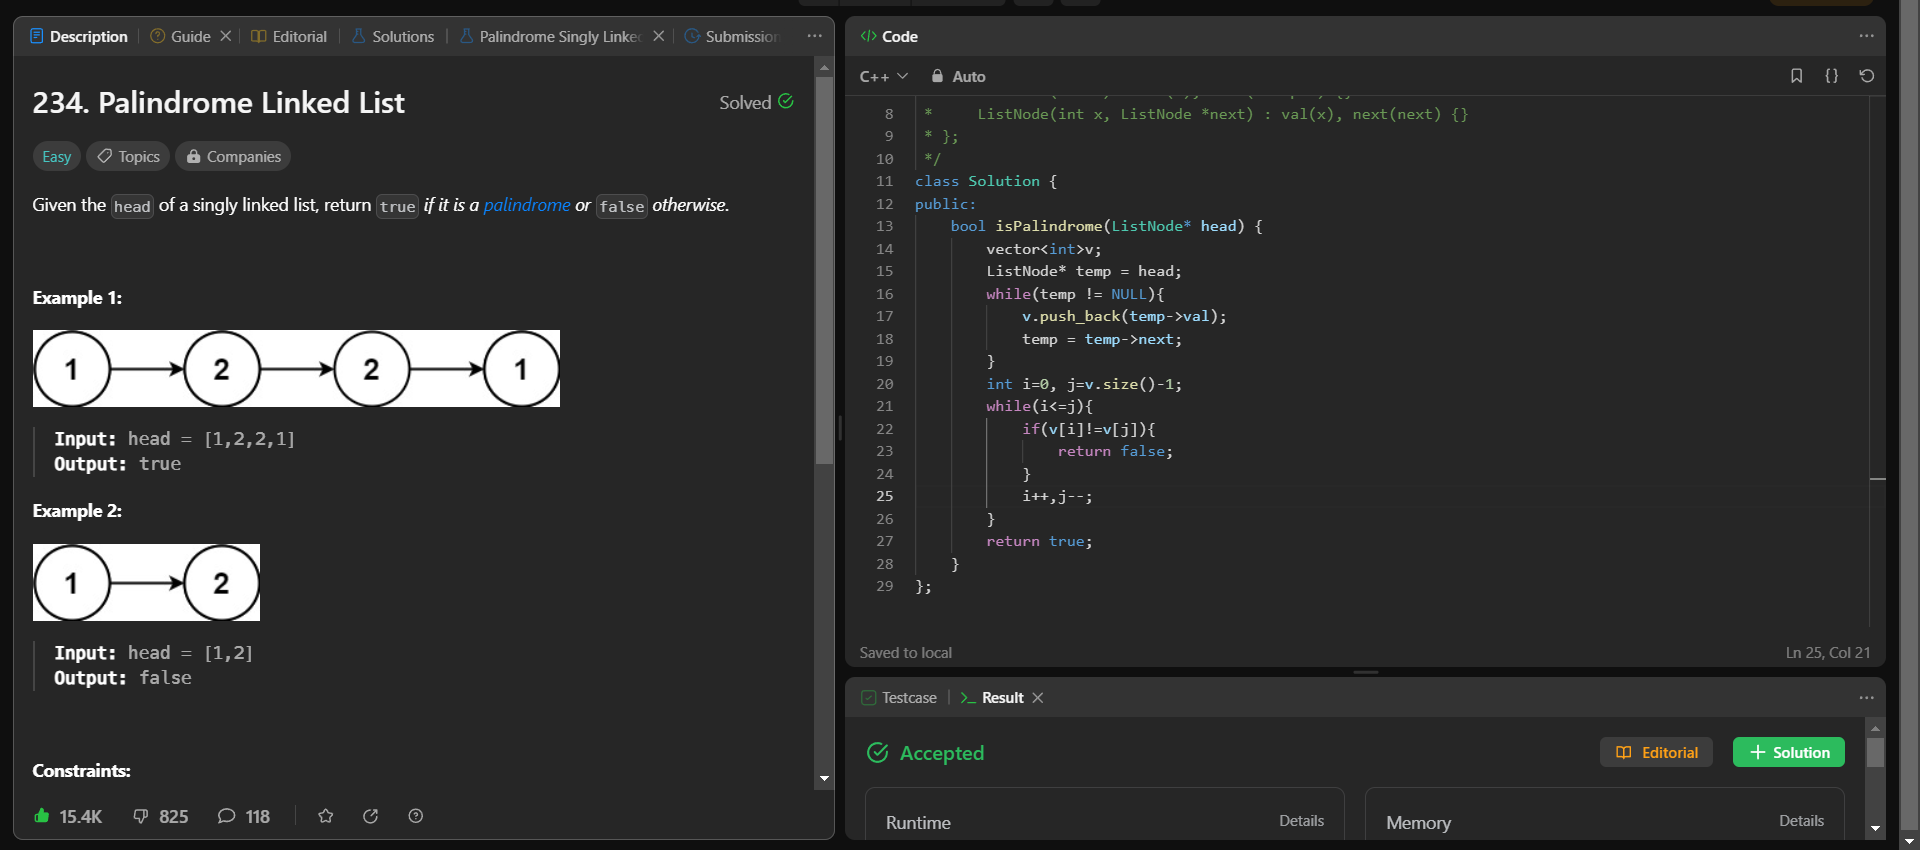 Description
Guide
Editorial
Solutions
Palindrome Singly Linke
Submission
234. Palindrome Linked List
Solved
Easy
Topics
Companies
Given the head of a singly linked list, return true if it is a palindrome or false otherwise.
Example 1:
1 2 2 1
Input: head = [1,2,2,1]
Output: true
Example 2:
1 2
Input: head = [1,2]
Output: false
Constraints:
15.4K 825 118
</> Code
C++ Auto
8 *     ListNode(int x, ListNode *next) : val(x), next(next) {}
9 * };
10 */
11 class Solution {
12 public:
13     bool isPalindrome(ListNode* head) {
14         vector<int>v;
15         ListNode* temp = head;
16         while(temp != NULL){
17             v.push_back(temp->val);
18             temp = temp->next;
19         }
20         int i=0, j=v.size()-1;
21         while(i<=j){
22             if(v[i]!=v[j]){
23                 return false;
24             }
25             i++,j--;
26         }
27         return true;
28     }
29 };
Saved to local
Ln 25, Col 21
Testcase
>_ Result
Accepted
Editorial
+ Solution
Runtime
Details
Memory
Details